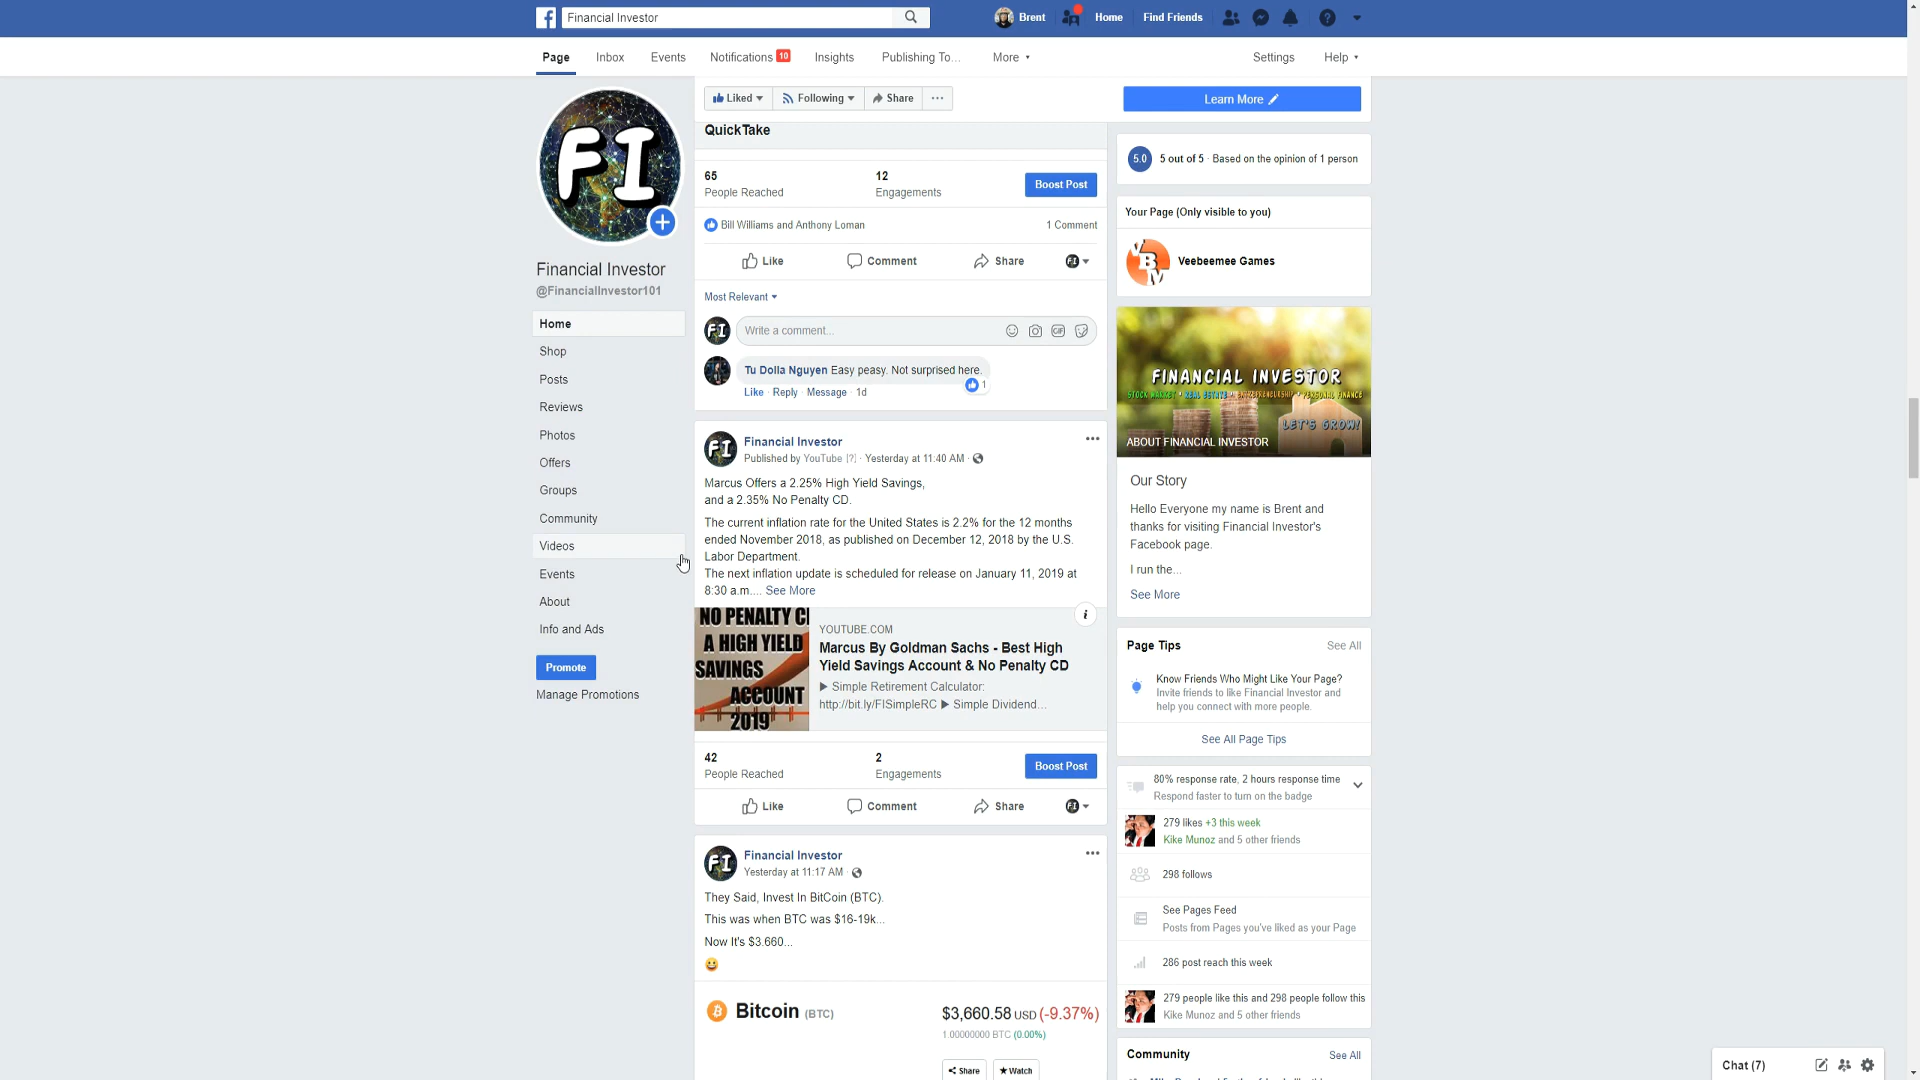 Financial Investor
Brent
Home
Find Friends
Page
Inbox
Events
Notifications 10
Insights
Publishing To...
More
Settings
Help
Liked
Following
Share
Learn More
FI
Financial Investor
@FinancialInvestor101
Home
Shop
Posts
Reviews
Photos
Offers
Groups
Community
Videos
Events
About
Info and Ads
Promote
Manage Promotions
QuickTake
65
People Reached
12
Engagements
Boost Post
Bill Williams and Anthony Loman
1 Comment
Like
Comment
Share
Most Relevant
Write a comment...
Tu Dolla Nguyen Easy peasy. Not surprised here.
1
Like · Reply · Message · 1d
Financial Investor
Published by YouTube [?] · Yesterday at 11:40 AM ·
Marcus Offers a 2.25% High Yield Savings,
and a 2.35% No Penalty CD.
The current inflation rate for the United States is 2.2% for the 12 months
ended November 2018, as published on December 12, 2018 by the U.S.
Labor Department.
The next inflation update is scheduled for release on January 11, 2019 at
8:30 a.m.... See More
NO PENALTY C
A HIGH YIELD
SAVINGS
ACCOUNT
2019
YOUTUBE.COM
Marcus By Goldman Sachs - Best High
Yield Savings Account & No Penalty CD
▶ Simple Retirement Calculator:
http://bit.ly/FISimpleRC ▶ Simple Dividend...
42
People Reached
2
Engagements
Boost Post
Like
Comment
Share
Financial Investor
Yesterday at 11:17 AM ·
They Said, Invest In BitCoin (BTC).
This was when BTC was $16-19k...
Now It's $3.660...
Bitcoin (BTC)
$3,660.58 USD (-9.37%)
1.00000000 BTC (0.00%)
Share
Watch
5.0
5 out of 5 · Based on the opinion of 1 person
Your Page (Only visible to you)
Veebeemee Games
FINANCIAL INVESTOR
STOCK MARKET * REAL ESTATE * ENTREPRENEURSHIP * PERSONAL FINANCE
LET'S GROW!
ABOUT FINANCIAL INVESTOR
Our Story
Hello Everyone my name is Brent and
thanks for visiting Financial Investor's
Facebook page.
I run the...
See More
Page Tips
See All
Know Friends Who Might Like Your Page?
Invite friends to like Financial Investor and
help you connect with more people.
See All Page Tips
80% response rate, 2 hours response time
Respond faster to turn on the badge
279 likes +3 this week
Kike Munoz and 5 other friends
298 follows
See Pages Feed
Posts from Pages you've liked as your Page
286 post reach this week
279 people like this and 298 people follow this
Kike Munoz and 5 other friends
Community
See All
Chat (7)